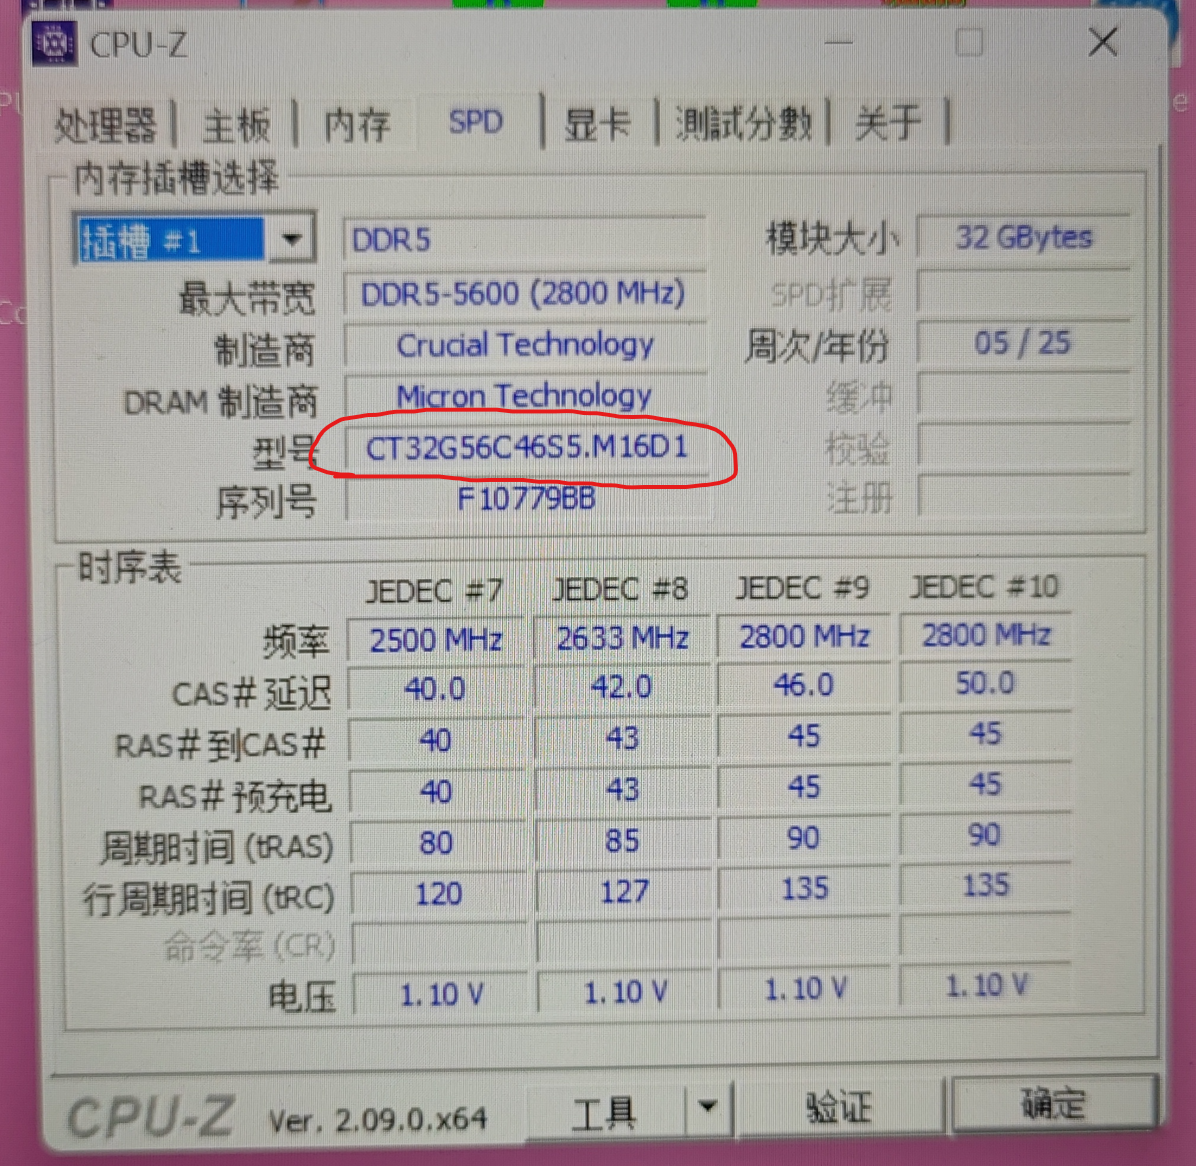 CPU-Z
处理器 主板 内存 SPD 显卡 測試分數 关于
内存插槽选择
插槽 #1 DDR5 模块大小 32 GBytes
最大带宽 DDR5-5600 (2800 MHz) SPD扩展
制造商 Crucial Technology 周次/年份 05 / 25
DRAM 制造商 Micron Technology 缓冲
型号 CT32G56C46S5.M16D1 校验
序列号 F10779BB 注册
时序表
JEDEC #7 JEDEC #8 JEDEC #9 JEDEC #10
频率 2500 MHz 2633 MHz 2800 MHz 2800 MHz
CAS# 延迟 40.0 42.0 46.0 50.0
RAS# 到CAS# 40 43 45 45
RAS# 预充电 40 43 45 45
周期时间 (tRAS) 80 85 90 90
行周期时间 (tRC) 120 127 135 135
命令率 (CR)
电压 1.10 V 1.10 V 1.10 V 1.10 V
CPU-Z Ver. 2.09.0.x64 工具 验证 确定